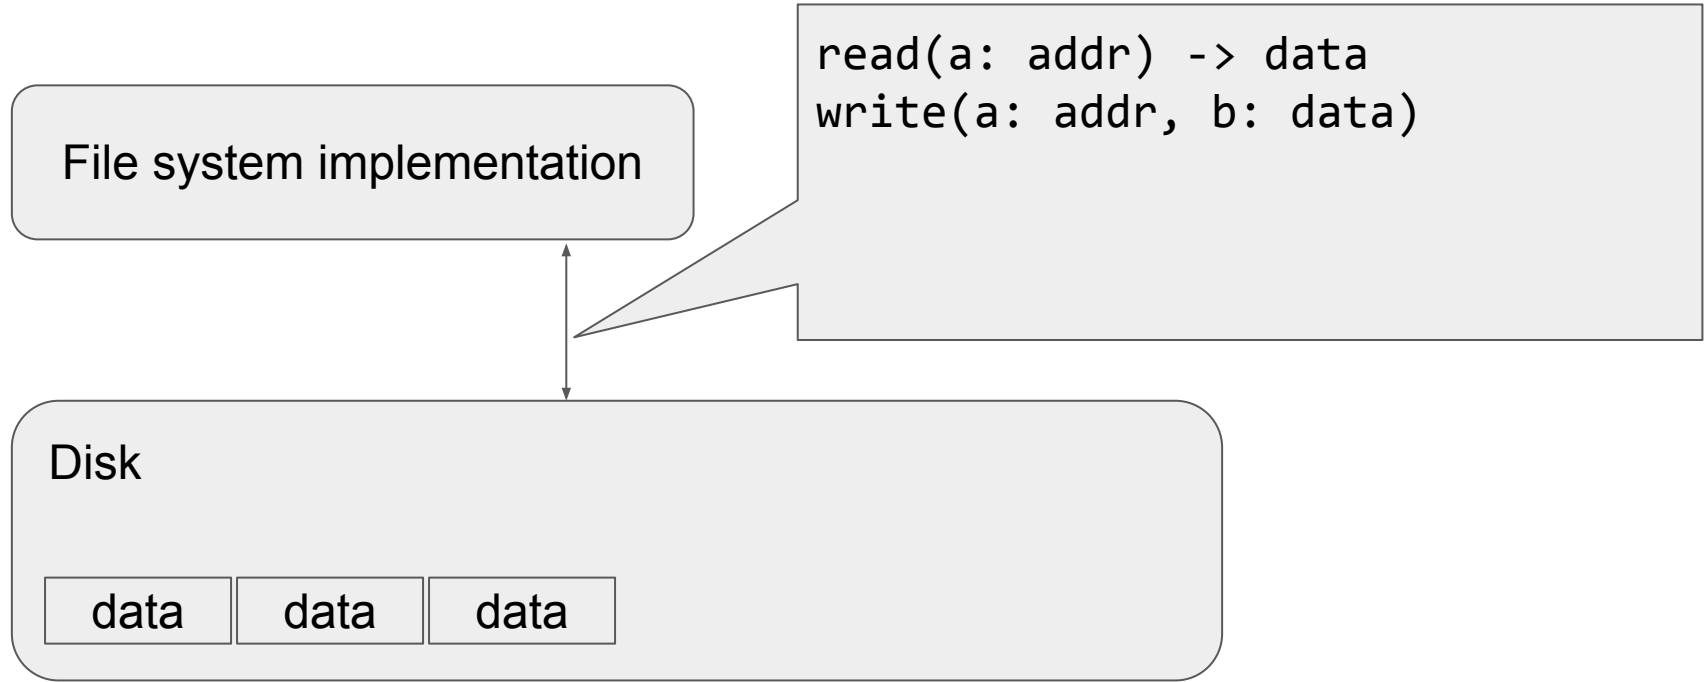 read(a: addr) -> data
write(a: addr, b: data)
File system implementation
Disk
data
data
data